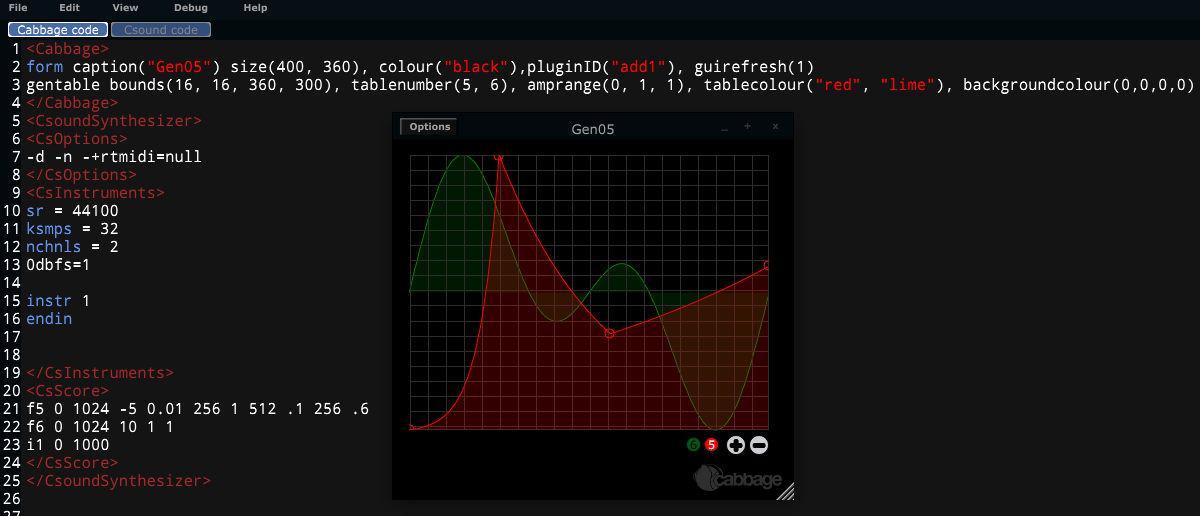 File Edit View Debug Help
Cabbage code Csound code
1 <Cabbage>
2 form caption("Gen05") size(400, 360), colour("black"),pluginID("add1"), guirefresh(1)
3 gentable bounds(16, 16, 360, 300), tablenumber(5, 6), amprange(0, 1, 1), tablecolour("red", "lime"), backgroundcolour(0,0,0,0)
4 </Cabbage>
5 <CsoundSynthesizer>
6 <CsOptions>
7 -d -n -+rtmidi=null
8 </CsOptions>
9 <CsInstruments>
10 sr = 44100
11 ksmps = 32
12 nchnls = 2
13 0dbfs=1
14
15 instr 1
16 endin
17
18
19 </CsInstruments>
20 <CsScore>
21 f5 0 1024 -5 0.01 256 1 512 .1 256 .6
22 f6 0 1024 10 1 1
23 i1 0 1000
24 </CsScore>
25 </CsoundSynthesizer>
26
27
Options Gen05
6 5
cabbage